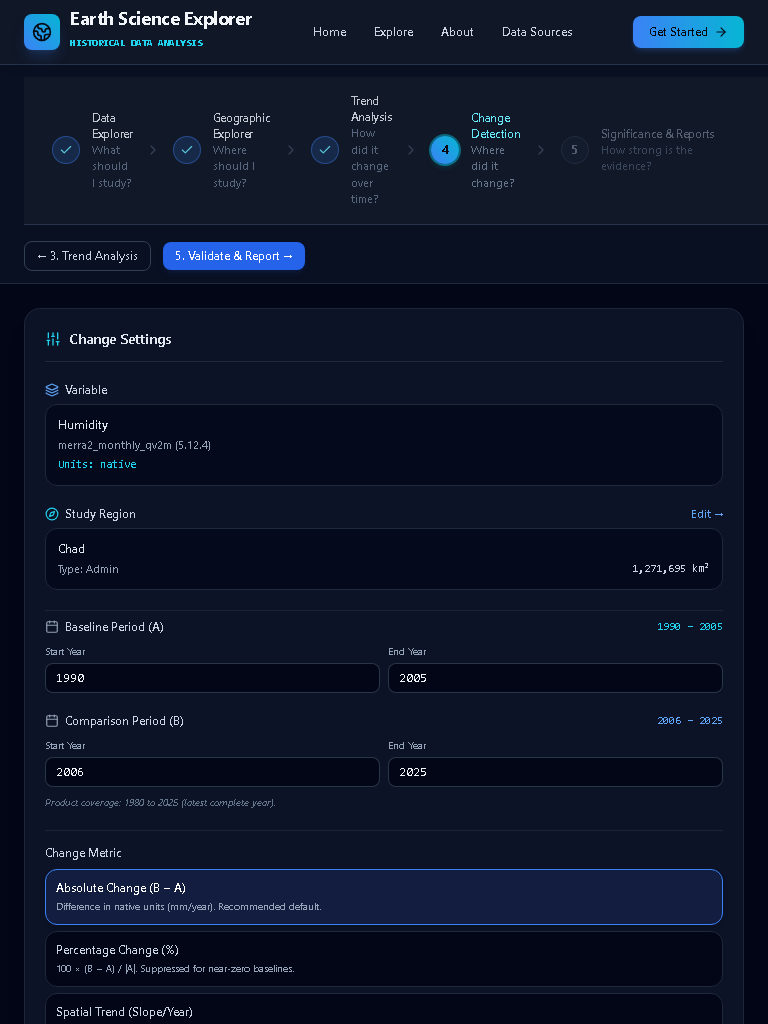 Earth Science Explorer
HISTORICAL DATA ANALYSIS
Home
Explore
About
Data Sources
Get Started →
Data
Explorer
What
should
I study?
Geographic
Explorer
Where
should I
study?
Trend
Analysis
How
did it
change
over
time?
4
Change
Detection
Where
did it
change?
5
Significance & Reports
How strong is the
evidence?
← 3. Trend Analysis
5. Validate & Report →
Change Settings
Variable
Humidity
merra2_monthly_qv2m (5.12.4)
Units: native
Study Region
Edit →
Chad
Type: Admin
1,271,695 km²
Baseline Period (A)
1990 – 2005
Start Year
End Year
1990
2005
Comparison Period (B)
2006 – 2025
Start Year
End Year
2006
2025
Product coverage: 1980 to 2025 (latest complete year).
Change Metric
Absolute Change (B − A)
Difference in native units (mm/year). Recommended default.
Percentage Change (%)
100 × (B − A) / |A|. Suppressed for near-zero baselines.
Spatial Trend (Slope/Year)